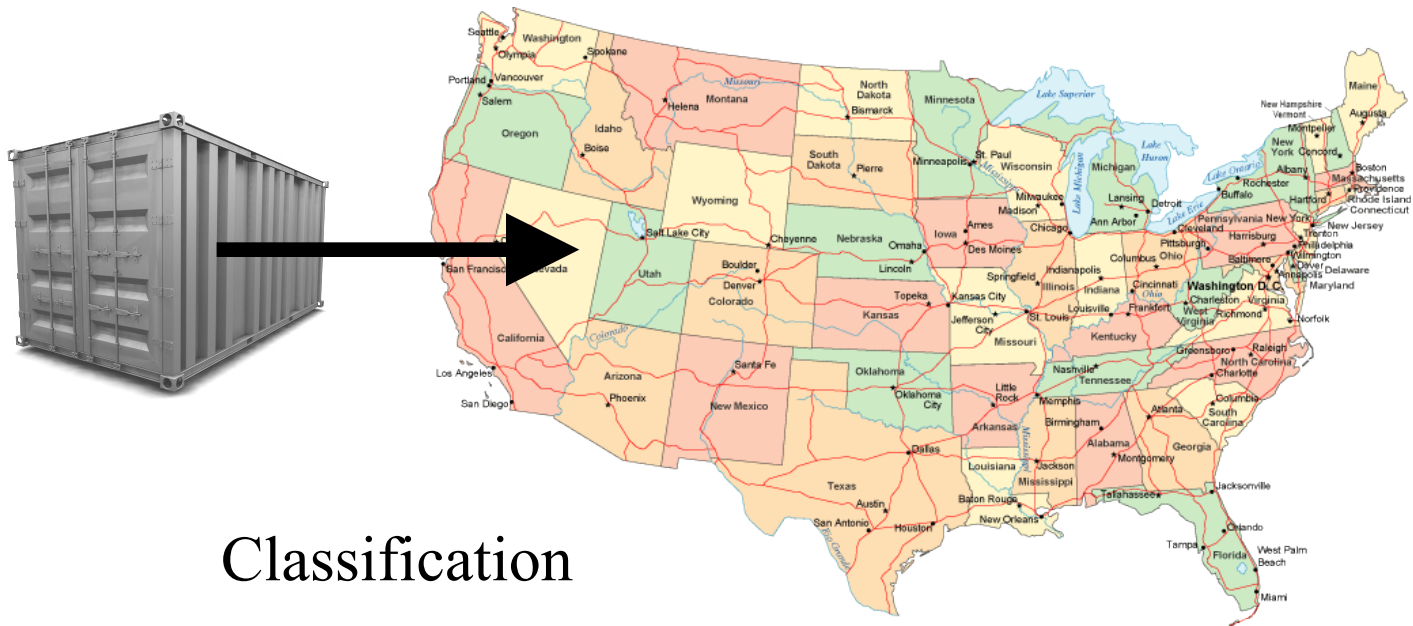 Seattle
Washington
Olympia
Spokane
Portland
Vancouver
Salem
Oregon
Idaho
Boise
Helena
Montana
Missouri
North
Dakota
Bismarck
South
Dakota
Pierre
Wyoming
Cheyenne
Salt Lake City
Utah
Nebraska
Omaha
Lincoln
Minnesota
Minneapolis
St. Paul
Wisconsin
Mississippi
Milwaukee
Madison
Lake Superior
Lake Michigan
Lake
Huron
Michigan
Lansing
Detroit
Ann Arbor
Lake Erie
Lake Ontario
Maine
Augusta
New Hampshire
Vermont
Montpelier
Concord
New
York
Albany
Rochester
Buffalo
Boston
Massachusetts
Providence
Rhode Island
Hartford
Connecticut
New York
New Jersey
Trenton
Pennsylvania
Harrisburg
Philadelphia
Pittsburgh
Wilmington
Dover
Delaware
Baltimore
Annapolis
Maryland
Washington D.C.
Cleveland
Columbus
Ohio
Cincinnati
Ohio
Charleston
West
Virginia
Virginia
Richmond
Norfolk
Iowa
Ames
Des Moines
Chicago
Springfield
Illinois
Indianapolis
Indiana
Louisville
Frankfort
Kentucky
San Francisco
Nevada
California
Los Angeles
San Diego
Boulder
Denver
Colorado
Colorado
Arizona
Phoenix
Santa Fe
New Mexico
Topeka
Kansas
Kansas City
Jefferson
City
St. Louis
Missouri
Oklahoma
Oklahoma
City
Little
Rock
Arkansas
Nashville
Tennessee
Memphis
Greensboro
Raleigh
North Carolina
Charlotte
Columbia
South
Carolina
Atlanta
Georgia
Birmingham
Alabama
Montgomery
Mississippi
Jackson
Mississippi
Dallas
Texas
Austin
San Antonio
Houston
Rio Grande
Louisiana
Baton Rouge
New Orleans
Tallahassee
Jacksonville
Orlando
Tampa
Florida
West Palm
Beach
Miami
Classification